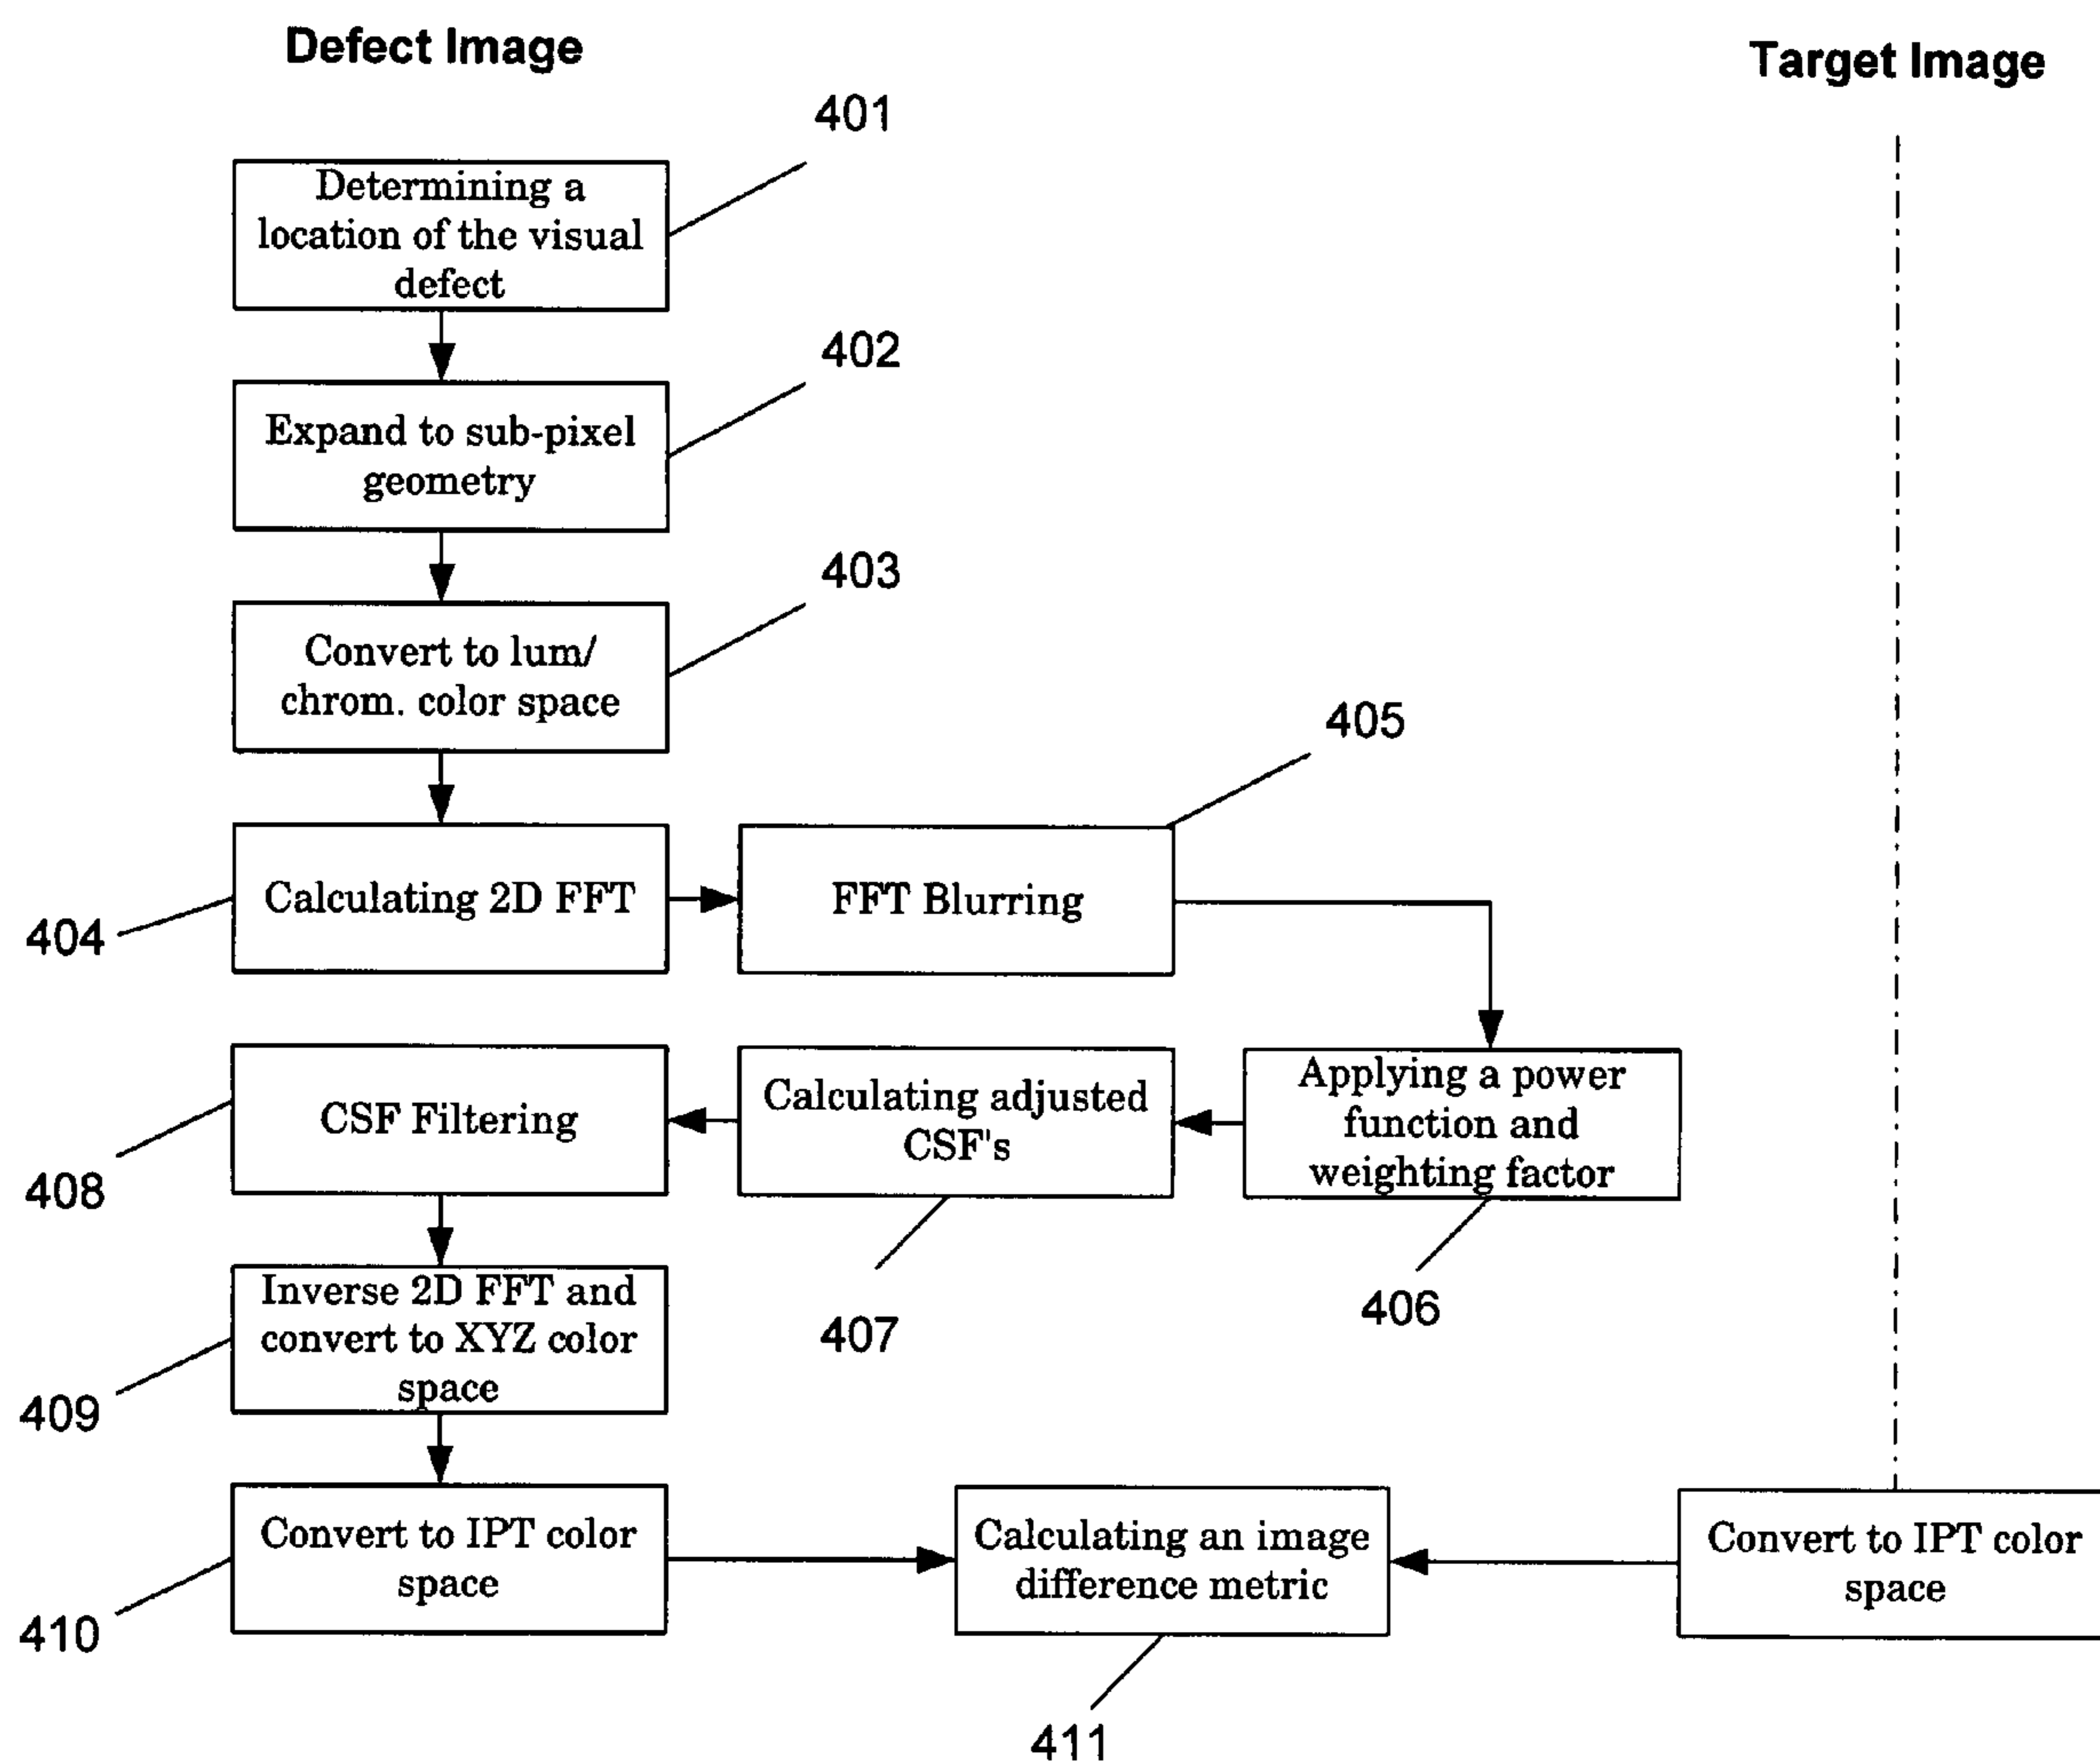 Defect Image
Target Image
401
Determining a
location of the visual
defect
402
Expand to sub-pixel
geometry
403
Convert to lum/
chrom. color space
405
404
Calculating 2D FFT
FFT Blurring
408
CSF Filtering
Calculating adjusted
CSF's
Applying a power
function and
weighting factor
407
406
409
Inverse 2D FFT and
convert to XYZ color
space
410
Convert to IPT color
space
Calculating an image
difference metric
Convert to IPT color
space
411